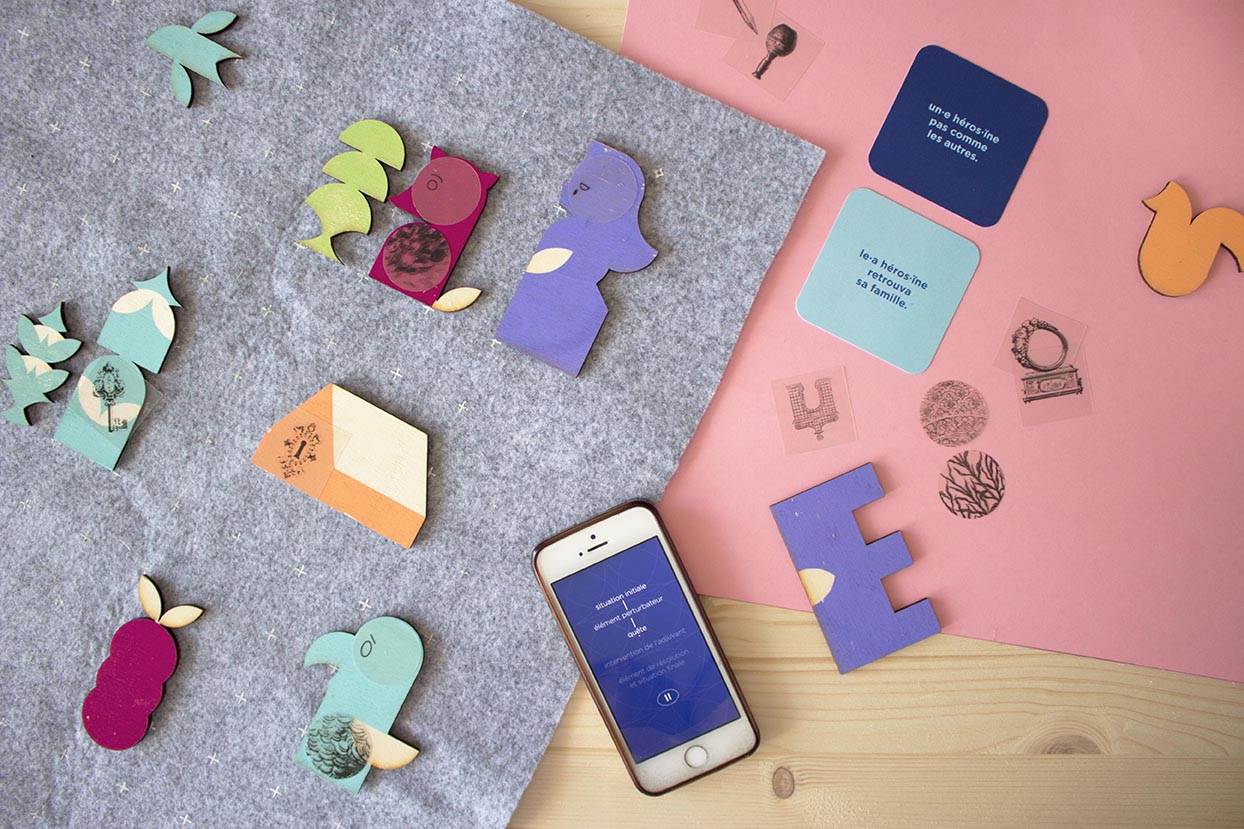 un·e héros·ïne
pas comme
les autres.
le·a héros·ïne
retrouva
sa famille.
situation initiale
élément perturbateur
quête
intervention de l'adjuvant
élément de résolution
et situation finale